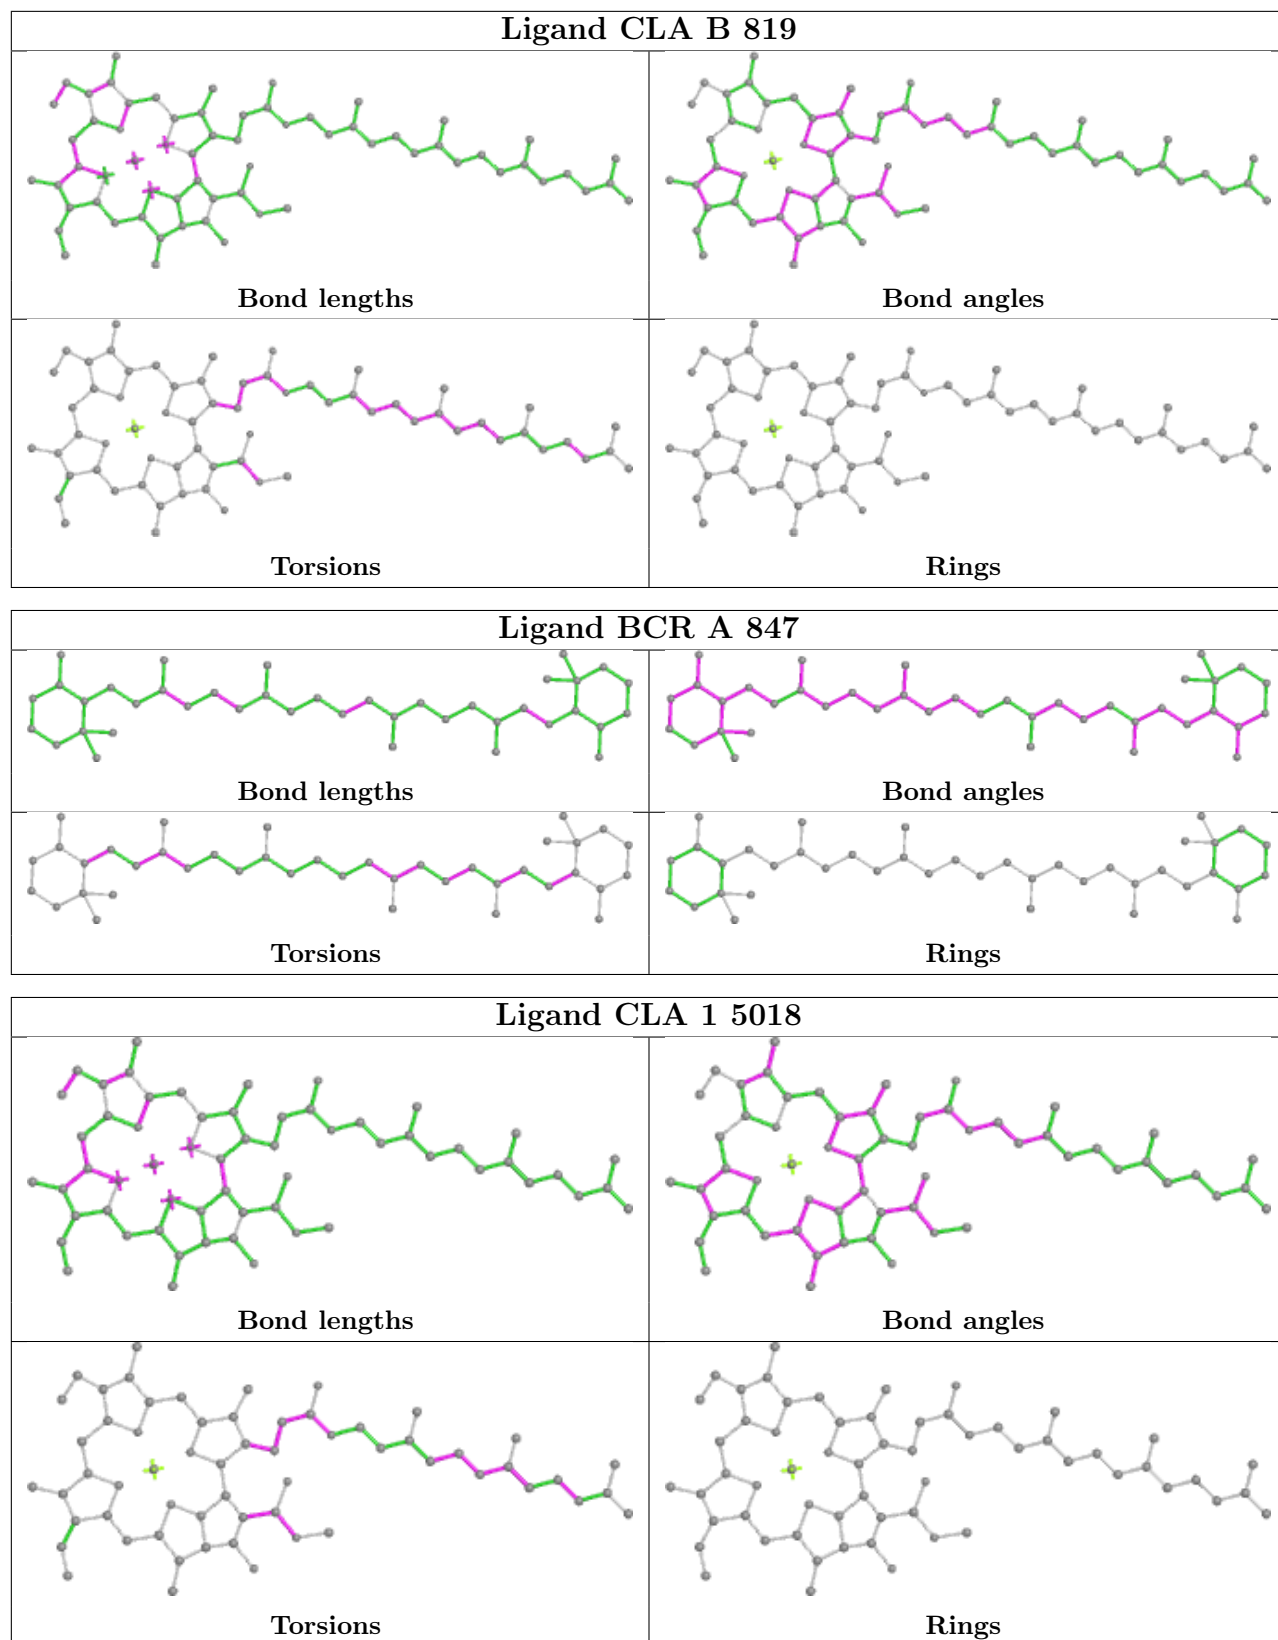 Ligand CLA B 819
Bond lengths
Bond angles
Torsions
Rings
Ligand BCR A 847
Bond lengths
Bond angles
Torsions
Rings
Ligand CLA 1 5018
Bond lengths
Bond angles
Torsions
Rings